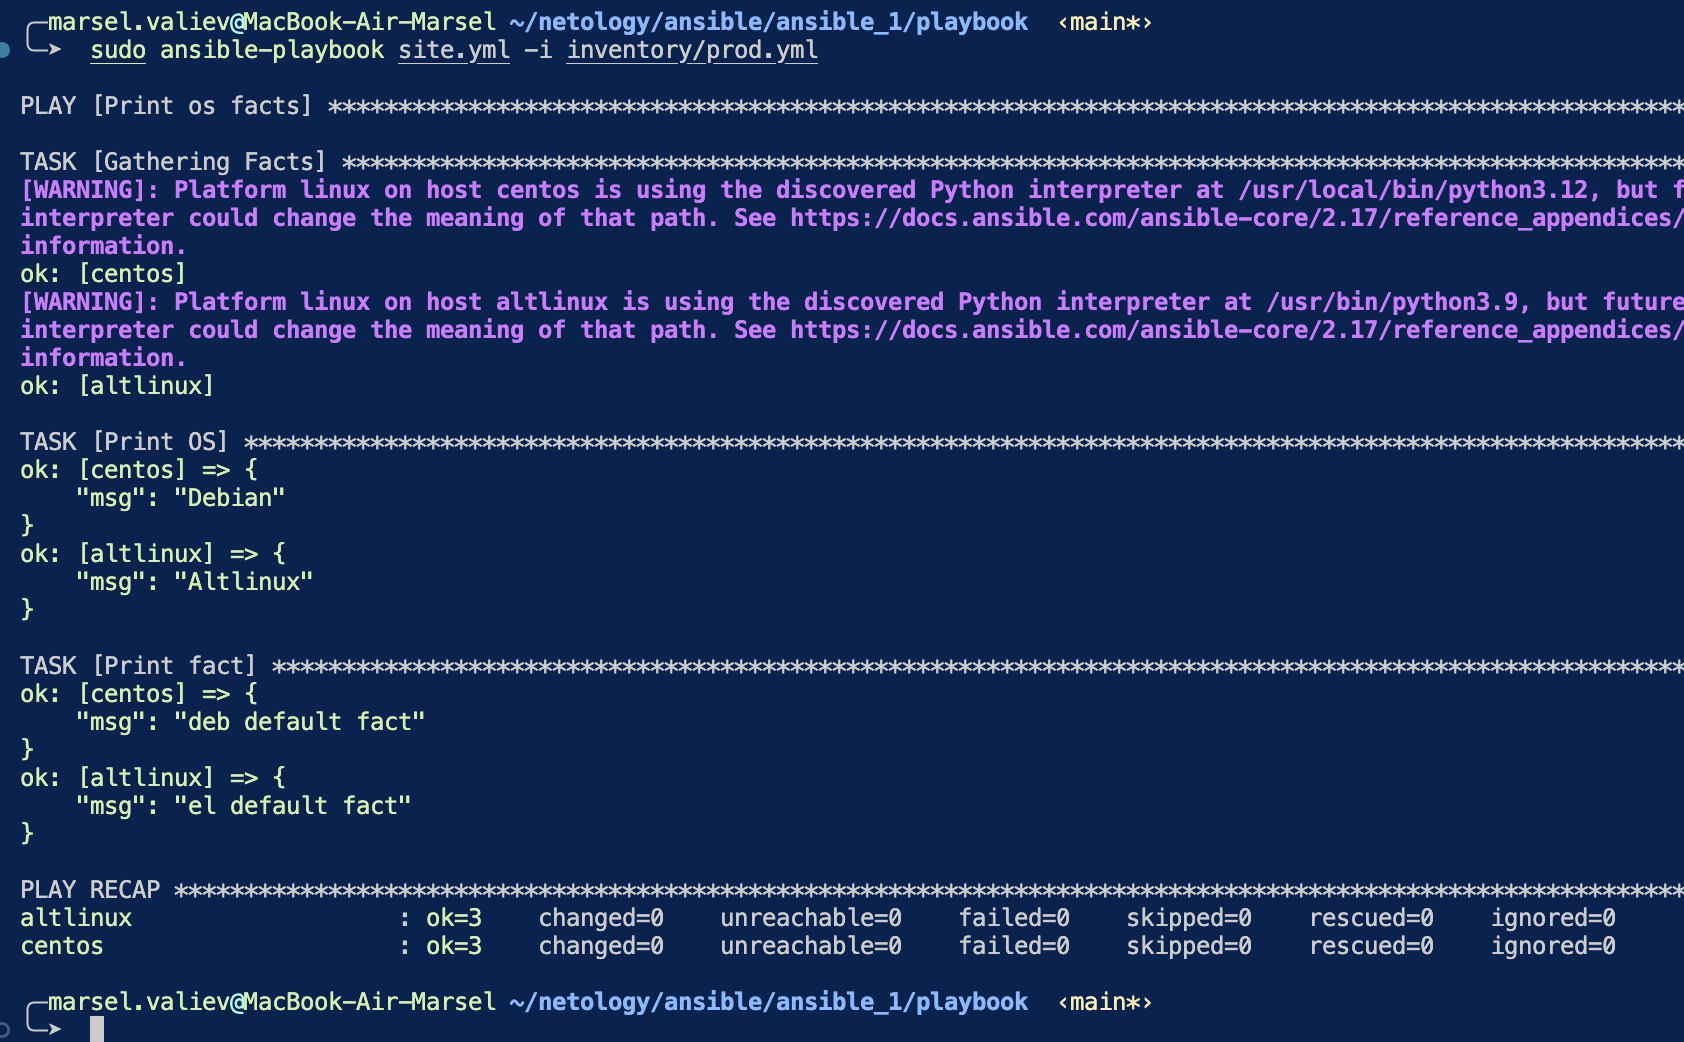 marsel.valiev@MacBook-Air-Marsel ~/netology/ansible/ansible_1/playbook ‹main*›
sudo ansible-playbook site.yml -i inventory/prod.yml
PLAY [Print os facts] *************************************************************************************************
TASK [Gathering Facts] ************************************************************************************************
[WARNING]: Platform linux on host centos is using the discovered Python interpreter at /usr/local/bin/python3.12, but f
interpreter could change the meaning of that path. See https://docs.ansible.com/ansible-core/2.17/reference_appendices/
information.
ok: [centos]
[WARNING]: Platform linux on host altlinux is using the discovered Python interpreter at /usr/bin/python3.9, but future
interpreter could change the meaning of that path. See https://docs.ansible.com/ansible-core/2.17/reference_appendices/
information.
ok: [altlinux]
TASK [Print OS] *******************************************************************************************************
ok: [centos] => {
    "msg": "Debian"
}
ok: [altlinux] => {
    "msg": "Altlinux"
}
TASK [Print fact] *****************************************************************************************************
ok: [centos] => {
    "msg": "deb default fact"
}
ok: [altlinux] => {
    "msg": "el default fact"
}
PLAY RECAP ************************************************************************************************************
altlinux                   : ok=3    changed=0    unreachable=0    failed=0    skipped=0    rescued=0    ignored=0
centos                     : ok=3    changed=0    unreachable=0    failed=0    skipped=0    rescued=0    ignored=0
marsel.valiev@MacBook-Air-Marsel ~/netology/ansible/ansible_1/playbook ‹main*›